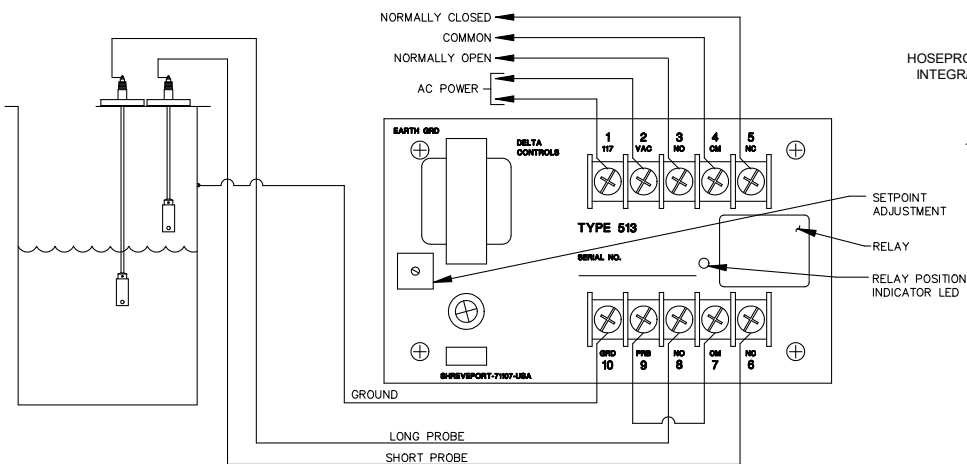 NORMALLY CLOSED
COMMON
NORMALLY OPEN
AC POWER
HOSEPRO
INTEGRA
EARTH GRD
DELTA
CONTROLS
1 2 3 4 5
117 VAC NO CM NC
SETPOINT
ADJUSTMENT
TYPE 513
RELAY
SERIAL NO.
RELAY POSITION
INDICATOR LED
GRD PRB NO CM NC
10 9 8 7 6
SHREVEPORT-71107-USA
GROUND
LONG PROBE
SHORT PROBE